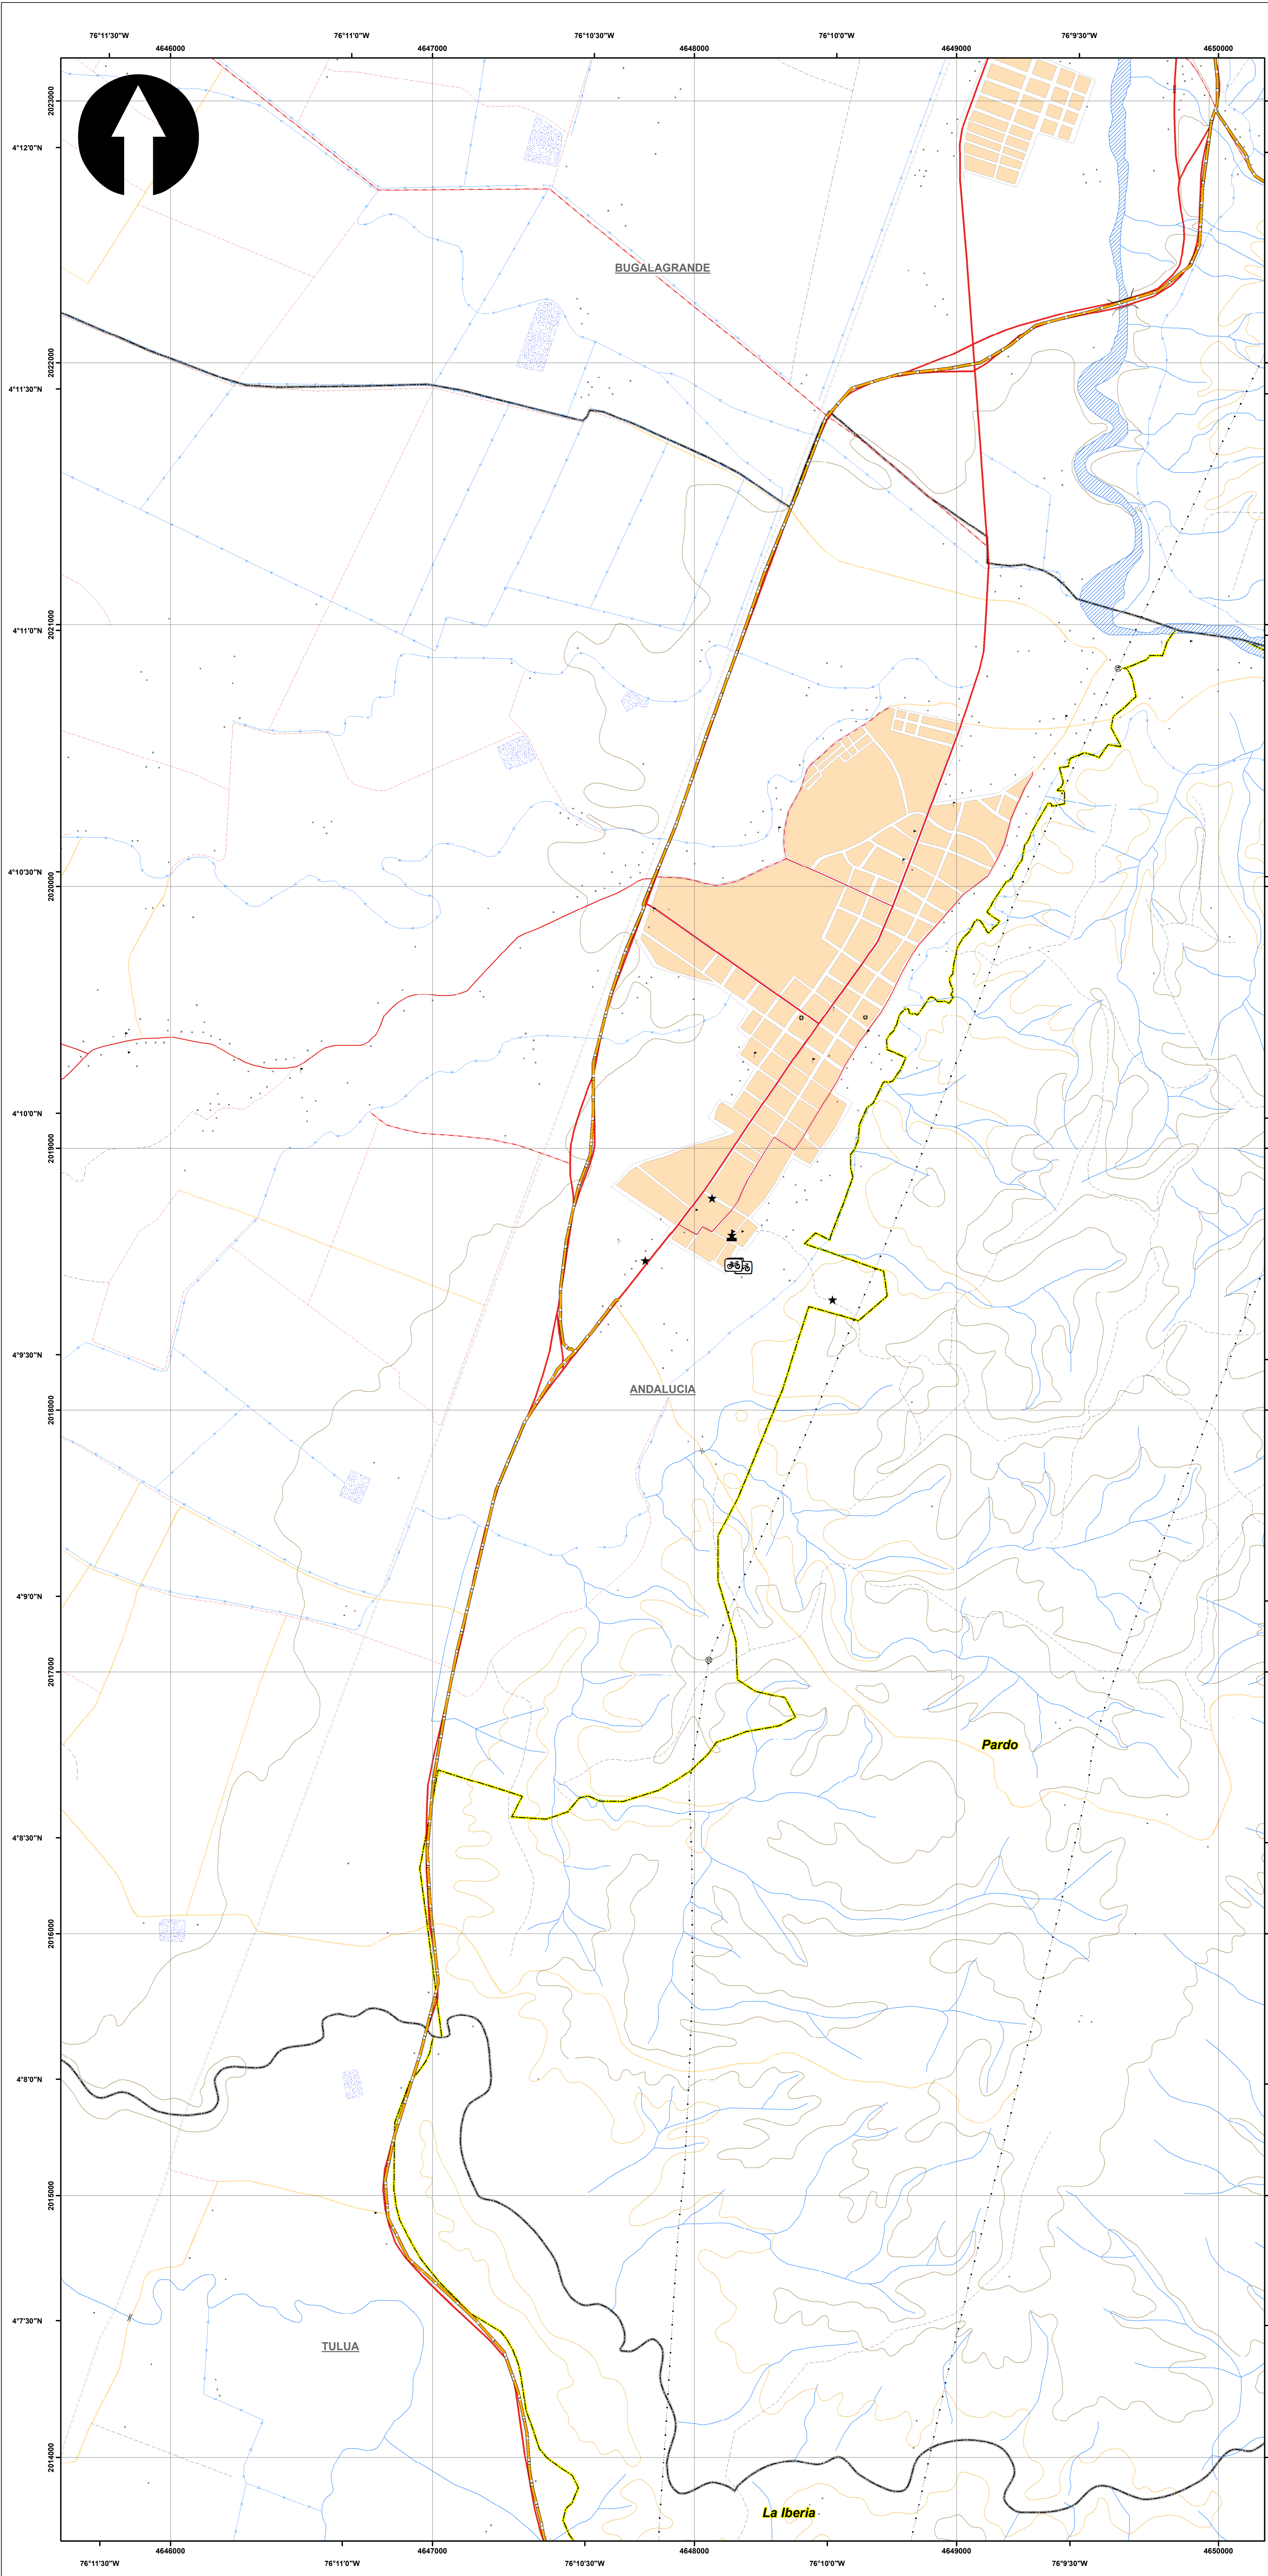 76°11'30"W 76°11'0"W 76°10'30"W 76°10'0"W 76°9'30"W
4646000 4647000 4648000 4649000 4650000
2023000
4°12'0"N
BUGALAGRANDE
2022000
4°11'30"N
2021000
4°11'0"N
4°10'30"N
2020000
4°10'0"N
2019000
4°9'30"N
ANDALUCIA
2018000
4°9'0"N
2017000
Pardo
4°8'30"N
2016000
4°8'0"N
2015000
4°7'30"N
TULUA
2014000
La Iberia
4646000 4647000 4648000 4649000 4650000
76°11'30"W 76°11'0"W 76°10'30"W 76°10'0"W 76°9'30"W